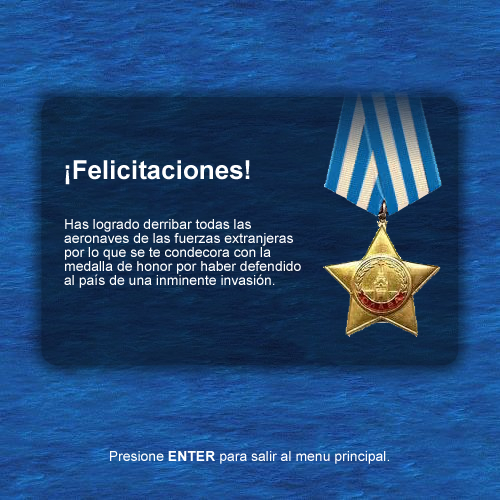 ¡Felicitaciones!
Has logrado derribar todas las
aeronaves de las fuerzas extranjeras
por lo que se te condecora con la
medalla de honor por haber defendido
al país de una inminente invasión.
Presione ENTER para salir al menu principal.